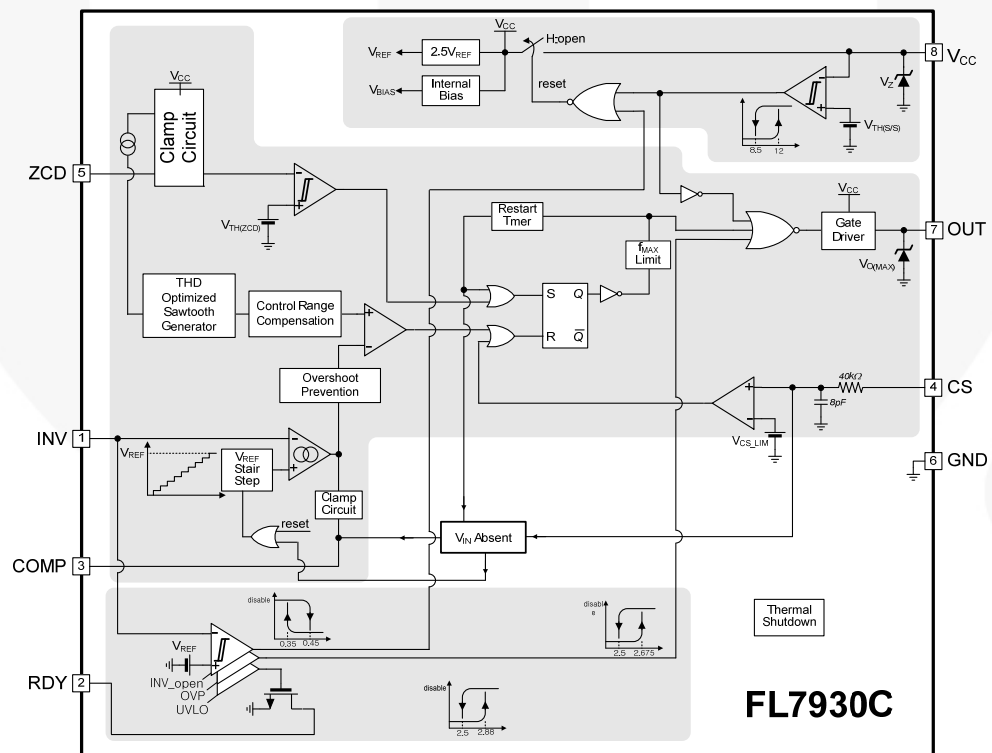 VCC
H:open
VREF
2.5VREF
8
VCC
reset
VZ
VBIAS
Internal
Bias
VCC
VTH(S/S)
Clamp
Circuit
8.5
12
ZCD
5
VTH(ZCD)
Restart
Tmer
VCC
fMAX
Limit
Gate
Driver
7
OUT
VO(MAX)
THD
Optimized
Sawtooth
Generator
Control Range
Compensation
S
Q
R
Q
Overshoot
Prevention
40kΩ
4
CS
8pF
INV
1
VREF
VREF
Stair
Step
VCS_LIM
6
GND
Clamp
Circuit
reset
VIN Absent
COMP
3
disable
0.35
0.45
disabl
e
2.5
2.675
Thermal
Shutdown
VREF
INV_open
OVP
UVLO
RDY
2
disable
2.5
2.88
FL7930C